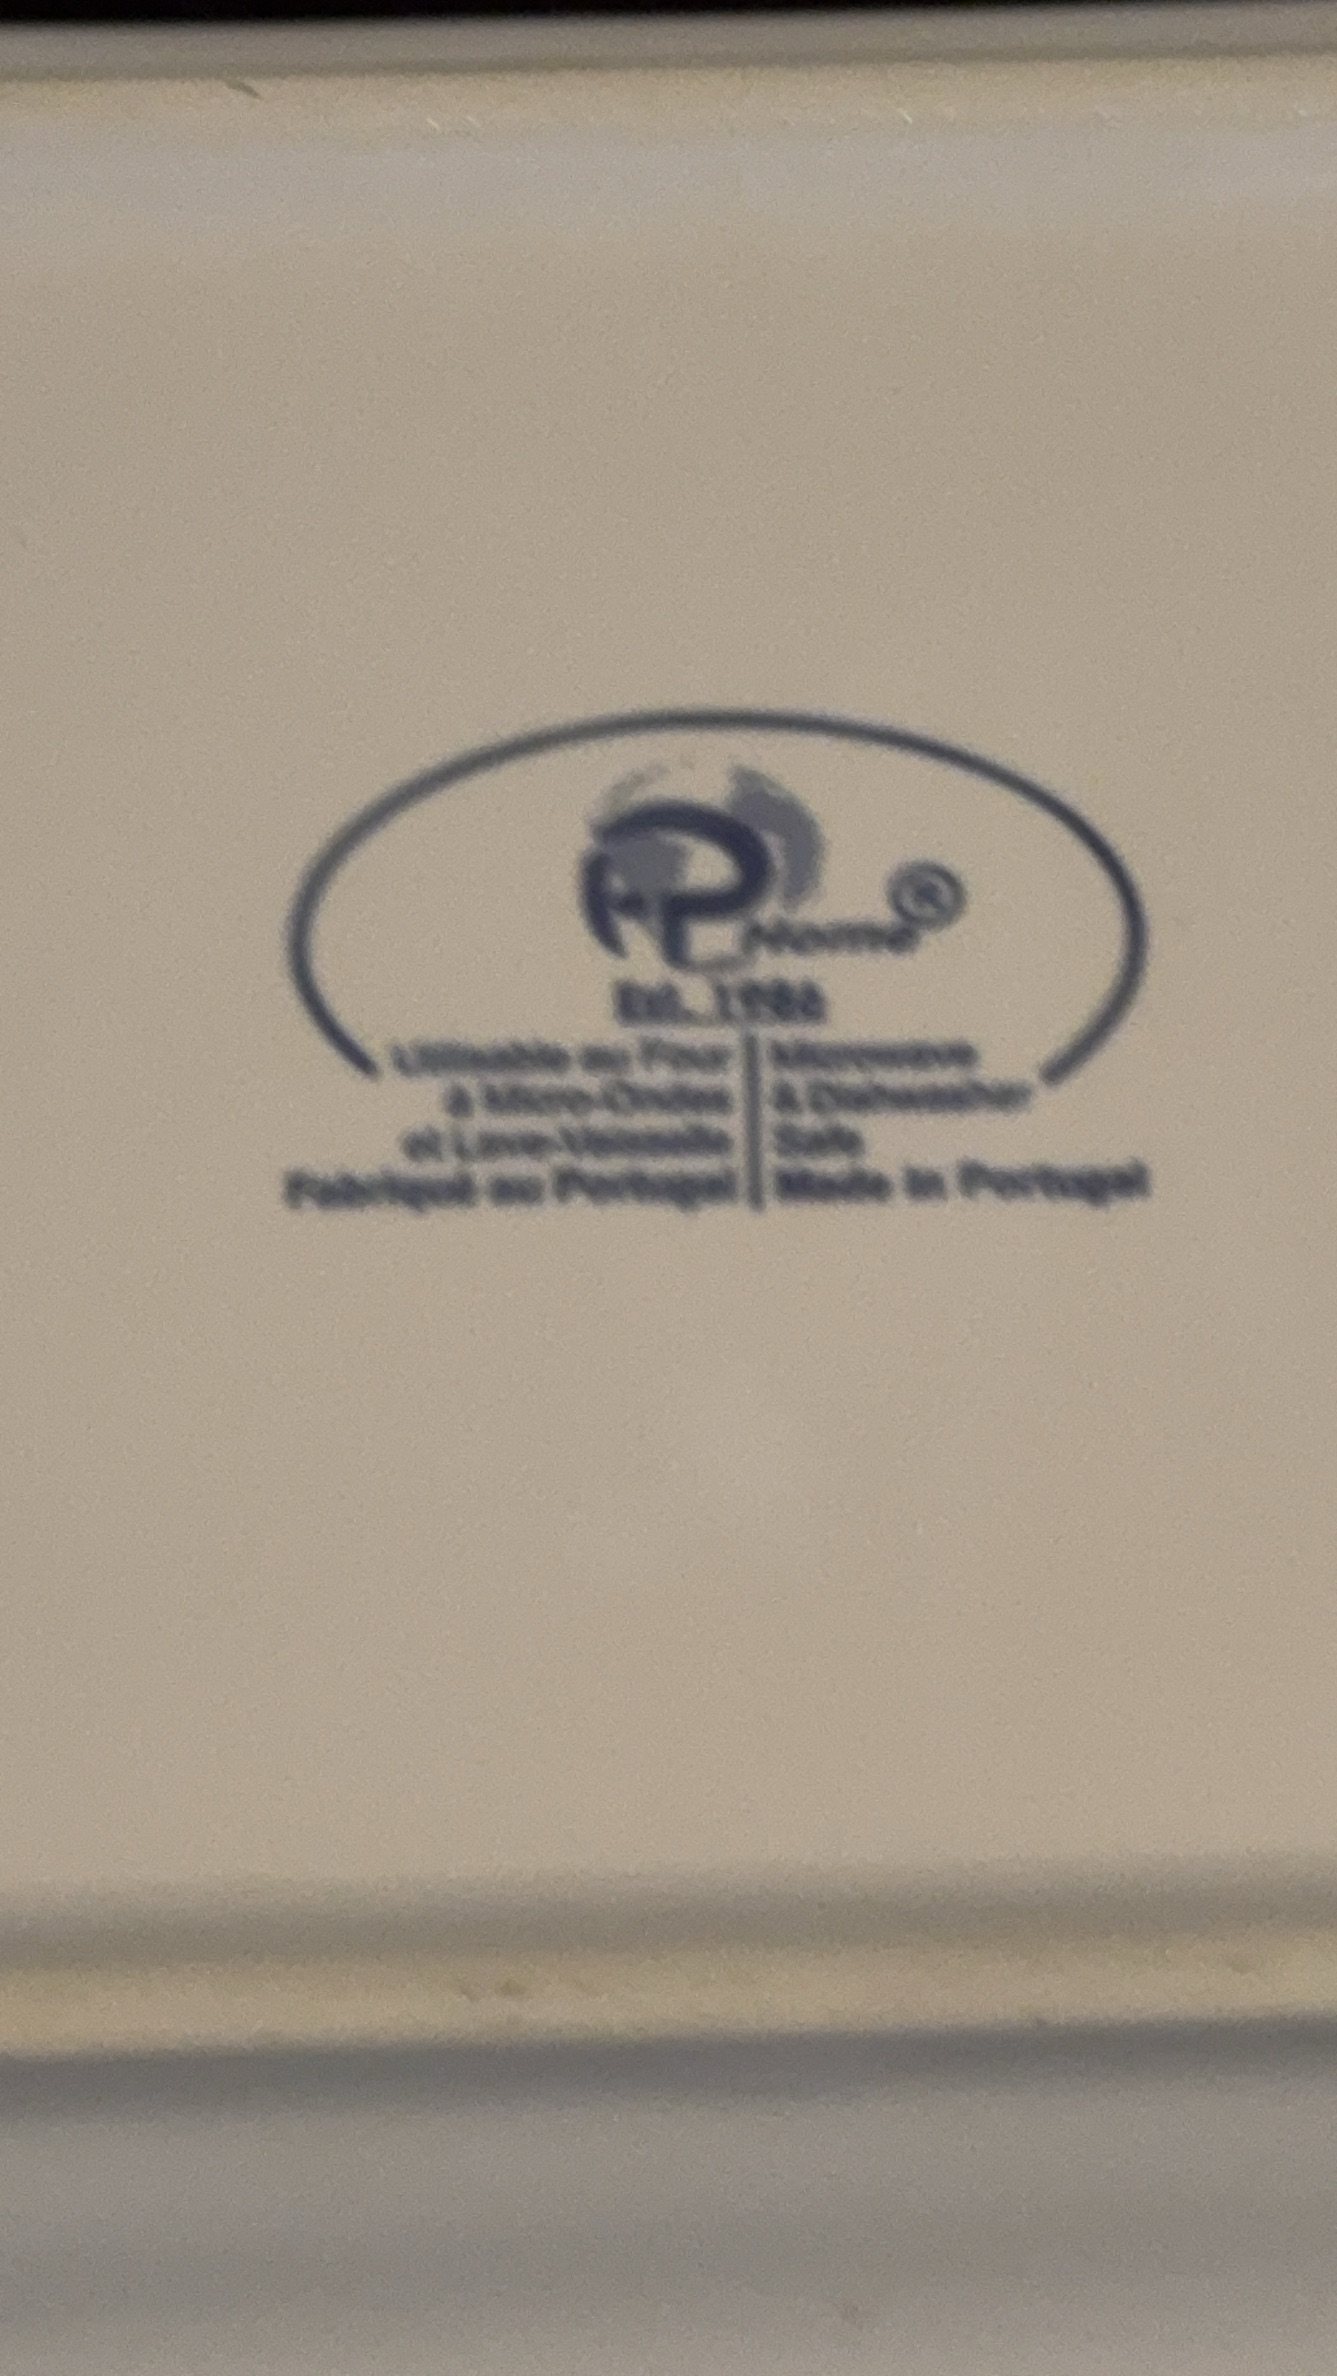 P
Home ®
Est. 1986
Utilisable au Four | Microwave
à Micro-Ondes | & Dishwasher
et Lave-Vaisselle | Safe
Fabriqué au Portugal | Made in Portugal